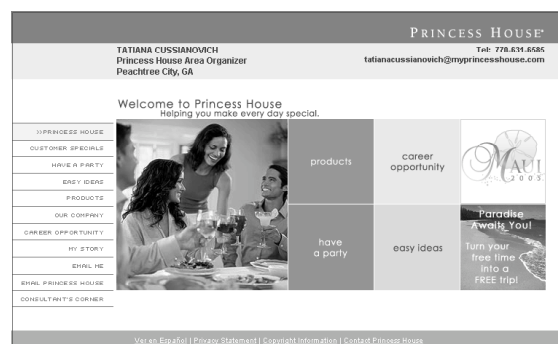 PRINCESS HOUSE®
TATIANA CUSSIANOVICH
Princess House Area Organizer
Peachtree City, GA
Tel: 770-631-6585
tatianacussianovich@myprincesshouse.com
Welcome to Princess House
Helping you make every day special.
>>PRINCESS HOUSE
CUSTOMER SPECIALS
HAVE A PARTY
EASY IDEAS
PRODUCTS
OUR COMPANY
CAREER OPPORTUNITY
MY STORY
EMAIL ME
EMAIL PRINCESS HOUSE
CONSULTANT'S CORNER
products
career
opportunity
MAUI
2005
have
a party
easy ideas
Paradise
Awaits You!
Turn your
free time
into a
FREE trip!
Ver en Español | Privacy Statement | Copyright Information | Contact Princess House